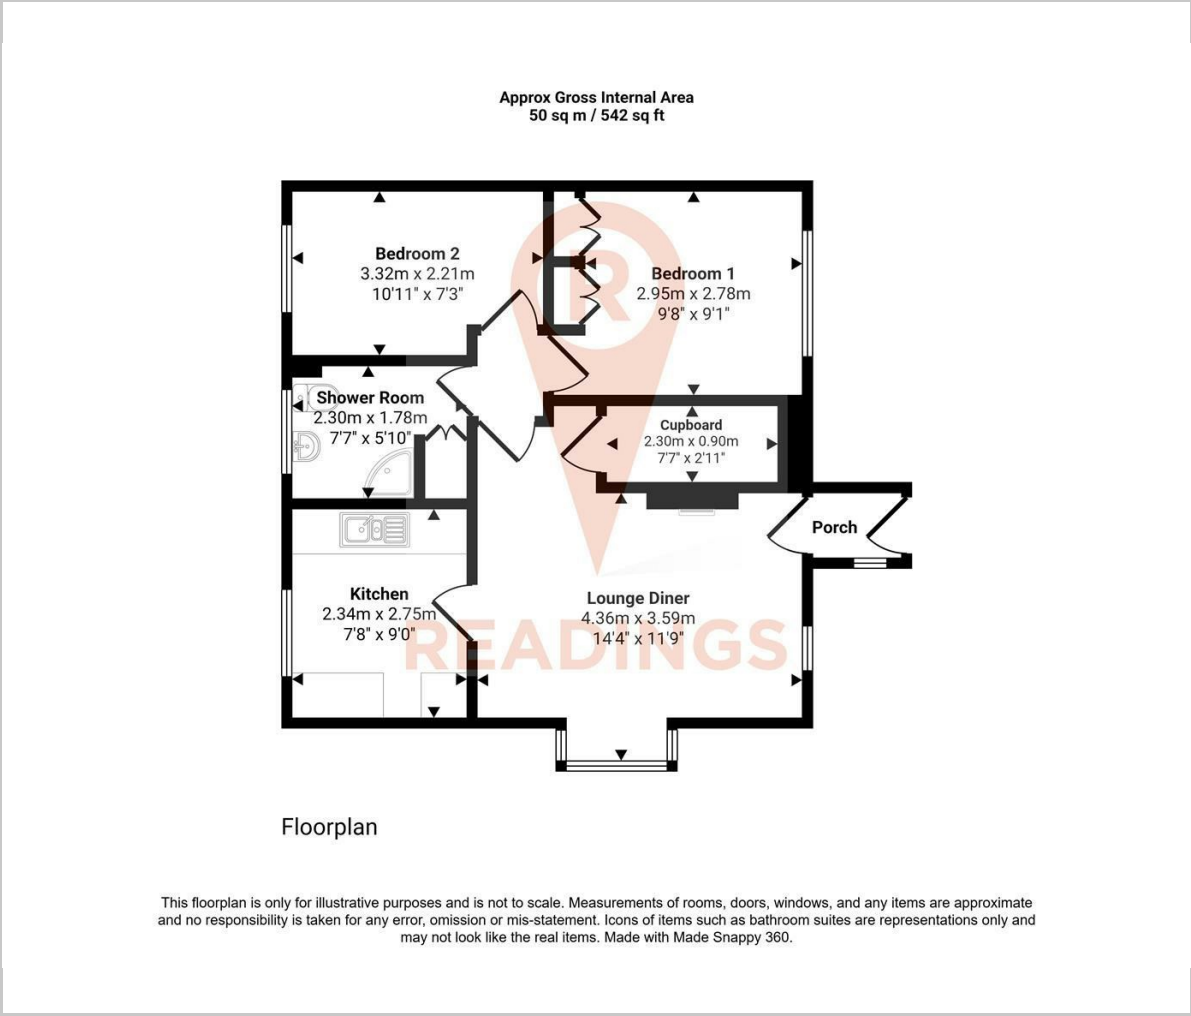 Approx Gross Internal Area
50 sq m / 542 sq ft
Bedroom 2
3.32m x 2.21m
10'11" x 7'3"
R
Bedroom 1
2.95m x 2.78m
9'8" x 9'1"
Shower Room
2.30m x 1.78m
7'7" x 5'10"
Cupboard
2.30m x 0.90m
7'7" x 2'11"
Porch
Kitchen
2.34m x 2.75m
7'8" x 9'0"
Lounge Diner
4.36m x 3.59m
14'4" x 11'9"
READINGS
Floorplan
This floorplan is only for illustrative purposes and is not to scale. Measurements of rooms, doors, windows, and any items are approximate
and no responsibility is taken for any error, omission or mis-statement. Icons of items such as bathroom suites are representations only and
may not look like the real items. Made with Made Snappy 360.